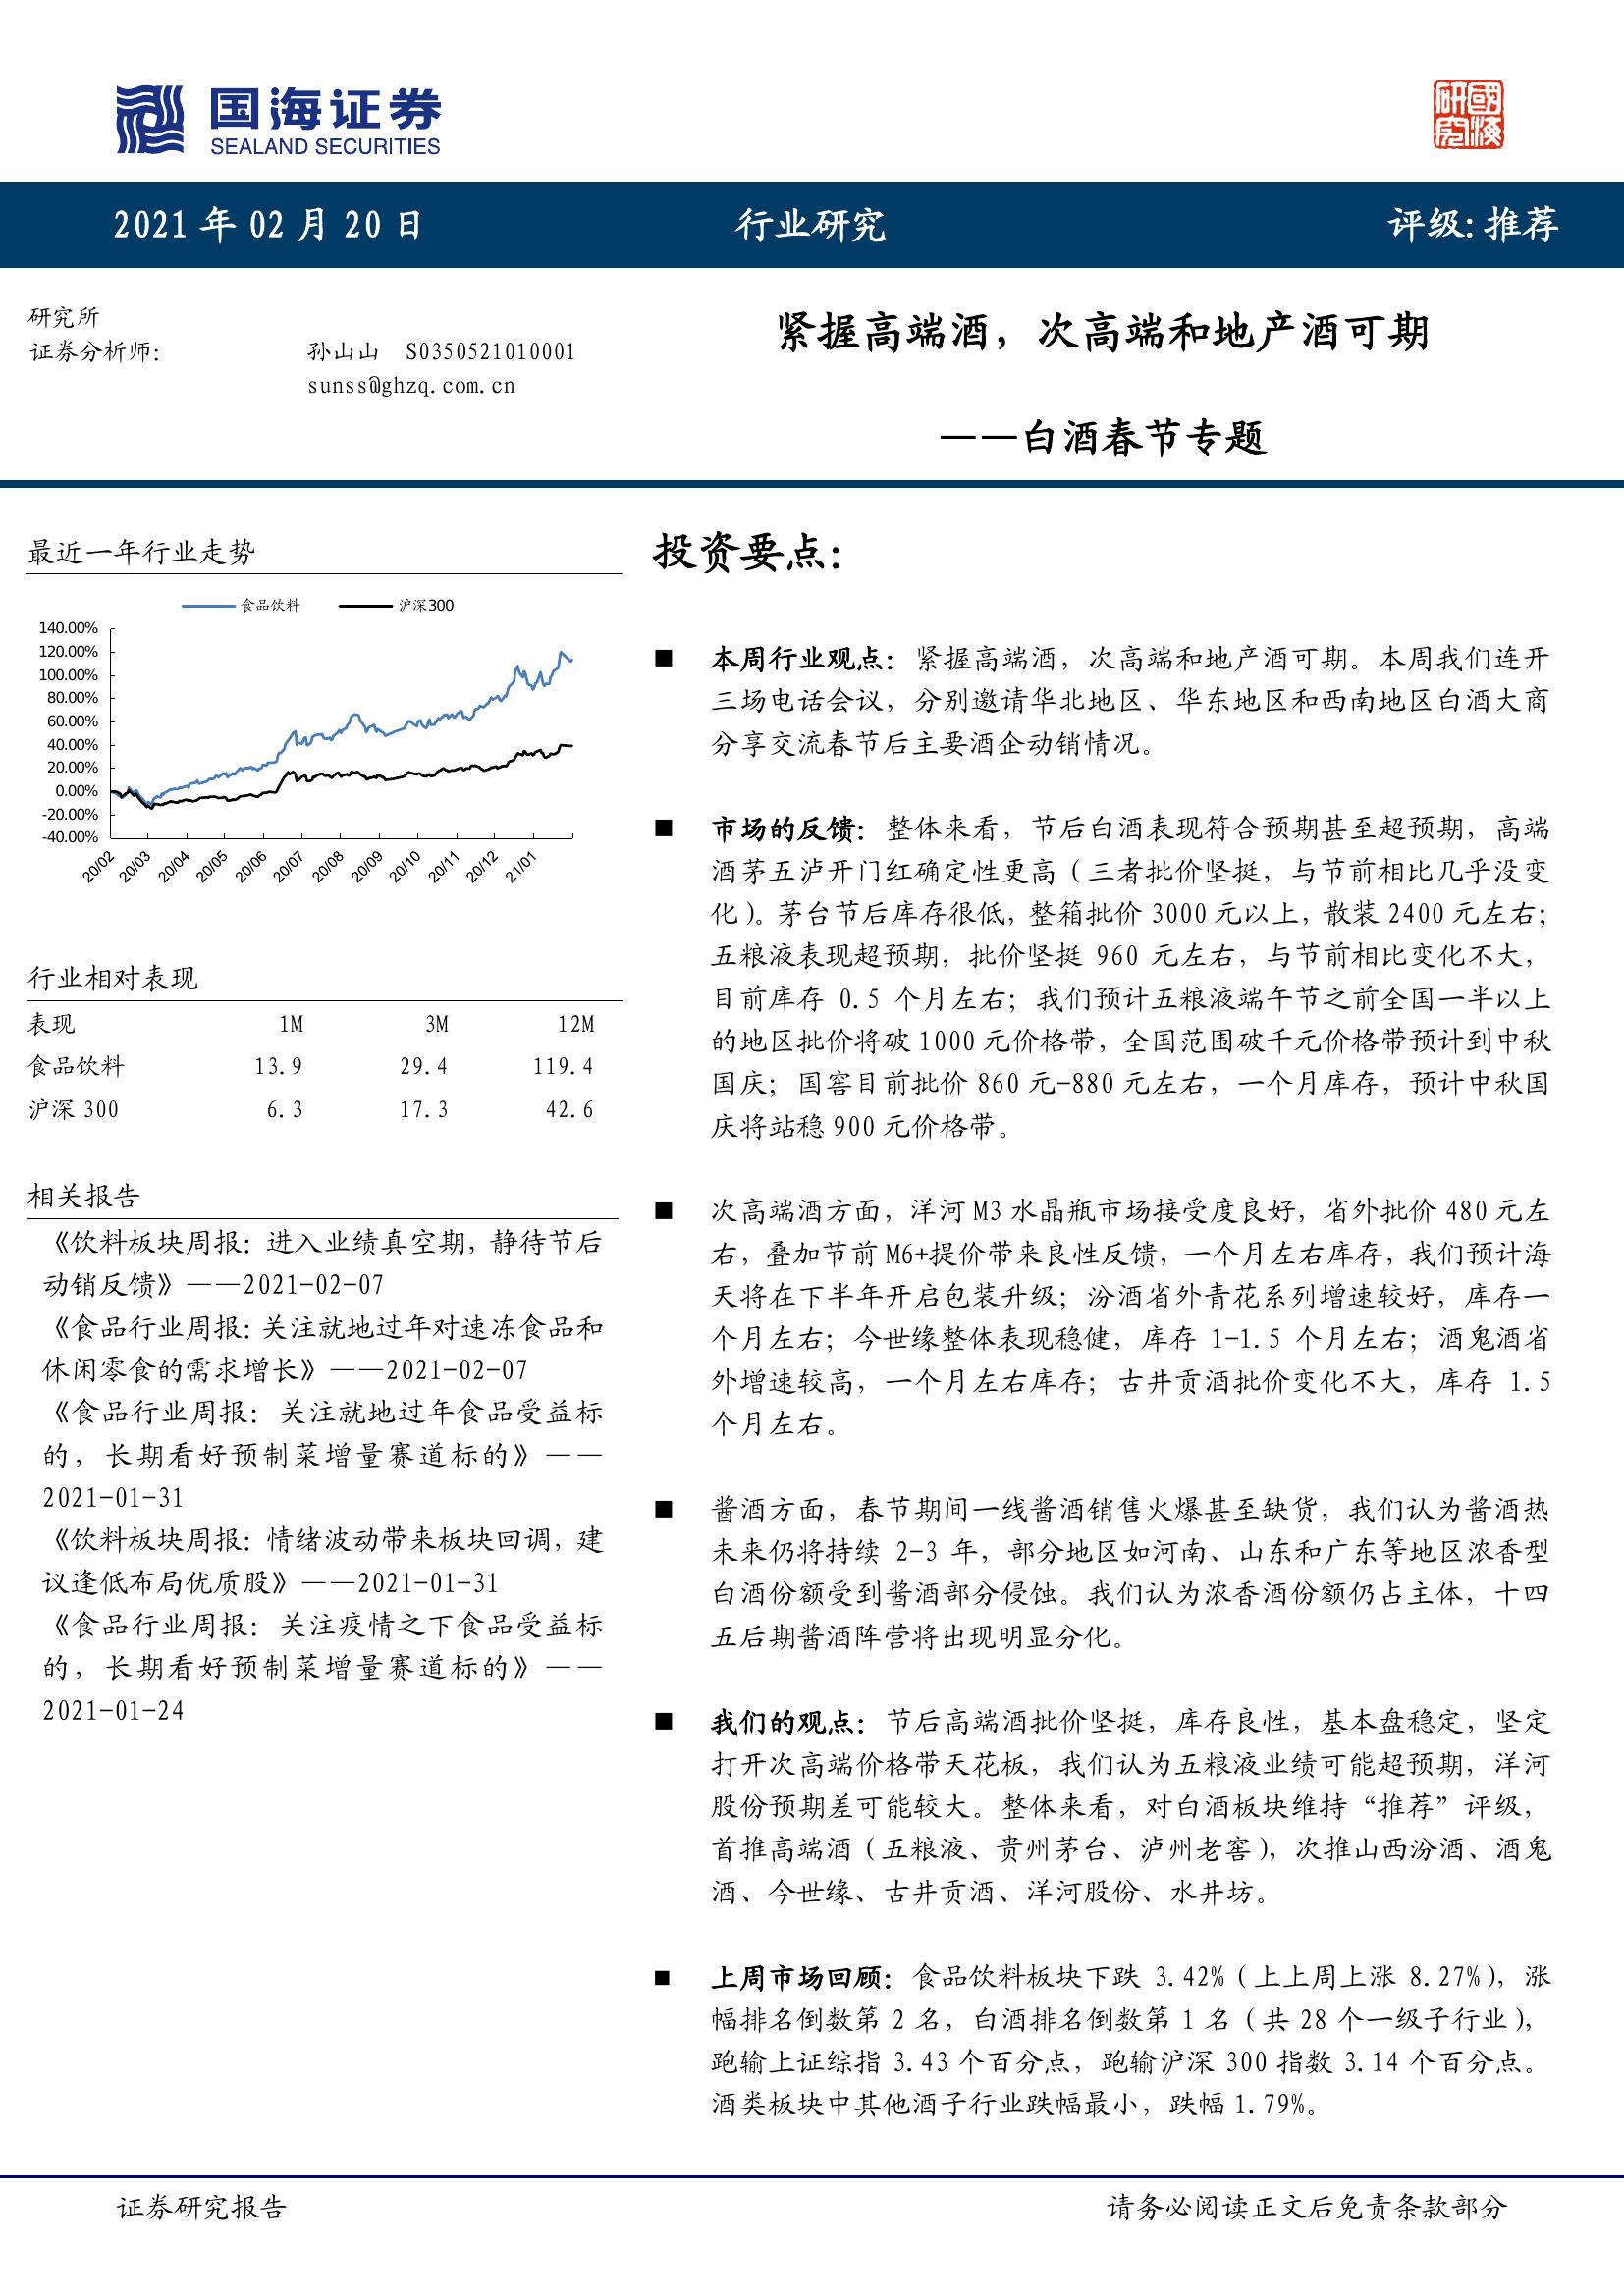 国海证券
SEALAND SECURITIES
研究
國海
2021 年 02 月 20 日
行业研究
评级:推荐
研究所
证券分析师:
孙山山 S0350521010001
sunss@ghzq.com.cn
紧握高端酒，次高端和地产酒可期
——白酒春节专题
最近一年行业走势
食品饮料
沪深300
140.00%
120.00%
100.00%
80.00%
60.00%
40.00%
20.00%
0.00%
-20.00%
-40.00%
20/02
20/03
20/04
20/05
20/06
20/07
20/08
20/09
20/10
20/11
20/12
21/01
行业相对表现
表现 1M 3M 12M
食品饮料 13.9 29.4 119.4
沪深 300 6.3 17.3 42.6
相关报告
《饮料板块周报：进入业绩真空期，静待节后
动销反馈》——2021-02-07
《食品行业周报：关注就地过年对速冻食品和
休闲零食的需求增长》——2021-02-07
《食品行业周报：关注就地过年食品受益标
的，长期看好预制菜增量赛道标的》——
2021-01-31
《饮料板块周报：情绪波动带来板块回调，建
议逢低布局优质股》——2021-01-31
《食品行业周报：关注疫情之下食品受益标
的，长期看好预制菜增量赛道标的》——
2021-01-24
投资要点：
■ 本周行业观点：紧握高端酒，次高端和地产酒可期。本周我们连开
三场电话会议，分别邀请华北地区、华东地区和西南地区白酒大商
分享交流春节后主要酒企动销情况。
■ 市场的反馈：整体来看，节后白酒表现符合预期甚至超预期，高端
酒茅五泸开门红确定性更高（三者批价坚挺，与节前相比几乎没变
化）。茅台节后库存很低，整箱批价 3000 元以上，散装 2400 元左右；
五粮液表现超预期，批价坚挺 960 元左右，与节前相比变化不大，
目前库存 0.5 个月左右；我们预计五粮液端午节之前全国一半以上
的地区批价将破 1000 元价格带，全国范围破千元价格带预计到中秋
国庆；国窖目前批价 860 元-880 元左右，一个月库存，预计中秋国
庆将站稳 900 元价格带。
■ 次高端酒方面，洋河 M3 水晶瓶市场接受度良好，省外批价 480 元左
右，叠加节前 M6+提价带来良性反馈，一个月左右库存，我们预计海
天将在下半年开启包装升级；汾酒省外青花系列增速较好，库存一
个月左右；今世缘整体表现稳健，库存 1-1.5 个月左右；酒鬼酒省
外增速较高，一个月左右库存；古井贡酒批价变化不大，库存 1.5
个月左右。
■ 酱酒方面，春节期间一线酱酒销售火爆甚至缺货，我们认为酱酒热
未来仍将持续 2-3 年，部分地区如河南、山东和广东等地区浓香型
白酒份额受到酱酒部分侵蚀。我们认为浓香酒份额仍占主体，十四
五后期酱酒阵营将出现明显分化。
■ 我们的观点：节后高端酒批价坚挺，库存良性，基本盘稳定，坚定
打开次高端价格带天花板，我们认为五粮液业绩可能超预期，洋河
股份预期差可能较大。整体来看，对白酒板块维持“推荐”评级，
首推高端酒（五粮液、贵州茅台、泸州老窖），次推山西汾酒、酒鬼
酒、今世缘、古井贡酒、洋河股份、水井坊。
■ 上周市场回顾：食品饮料板块下跌 3.42%（上上周上涨 8.27%），涨
幅排名倒数第 2 名，白酒排名倒数第 1 名（共 28 个一级子行业），
跑输上证综指 3.43 个百分点，跑输沪深 300 指数 3.14 个百分点。
酒类板块中其他酒子行业跌幅最小，跌幅 1.79%。
证券研究报告
请务必阅读正文后免责条款部分